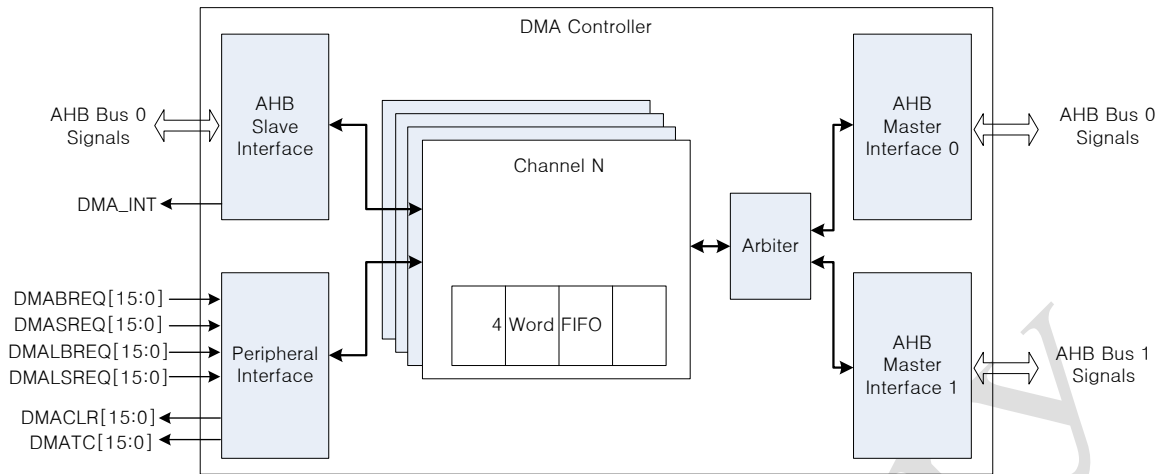 DMA Controller
AHB Bus 0
Signals
AHB
Slave
Interface
DMA_INT
DMABREQ[15:0]
DMASREQ[15:0]
DMALBREQ[15:0]
DMALSREQ[15:0]
DMACLR[15:0]
DMATC[15:0]
Peripheral
Interface
Channel N
4 Word FIFO
Arbiter
AHB
Master
Interface 0
AHB Bus 0
Signals
AHB
Master
Interface 1
AHB Bus 1
Signals
y